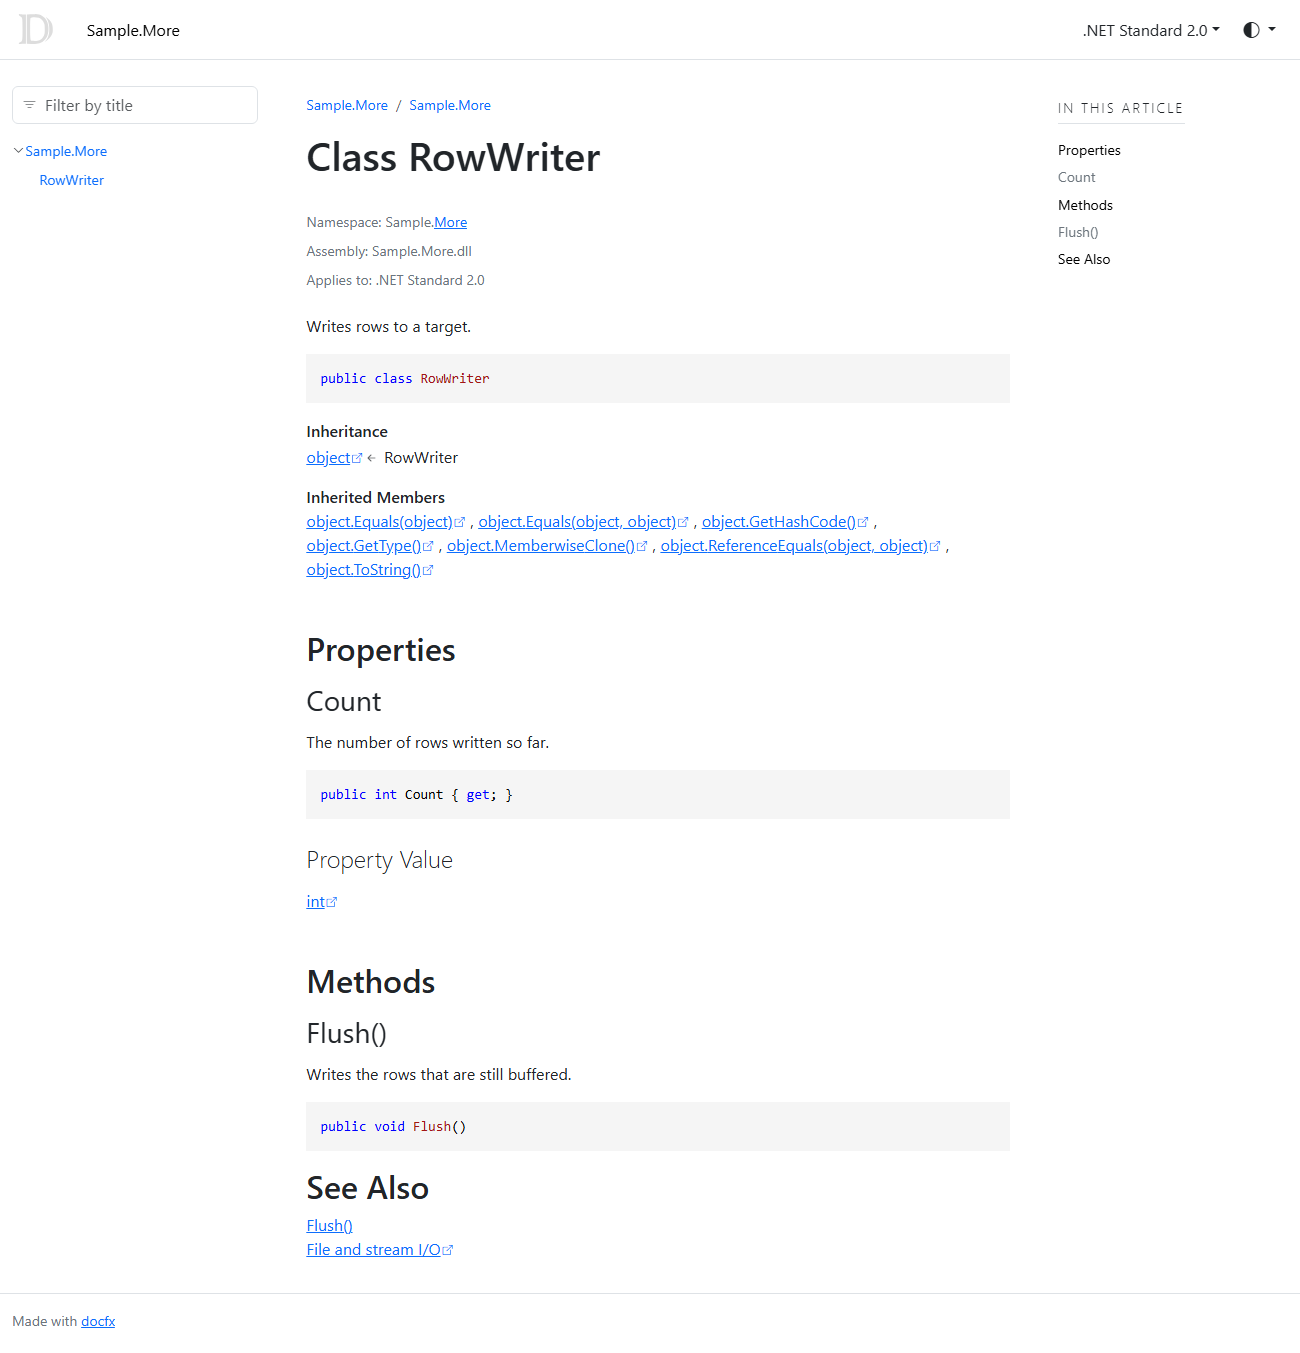 Sample.More
.NET Standard 2.0
Filter by title
Sample.More
RowWriter
Sample.More / Sample.More
Class RowWriter
Namespace: Sample.More
Assembly: Sample.More.dll
Applies to: .NET Standard 2.0
Writes rows to a target.
public class RowWriter
Inheritance
object ← RowWriter
Inherited Members
object.Equals(object) , object.Equals(object, object) , object.GetHashCode() ,
object.GetType() , object.MemberwiseClone() , object.ReferenceEquals(object, object) ,
object.ToString()
Properties
Count
The number of rows written so far.
public int Count { get; }
Property Value
int
Methods
Flush()
Writes the rows that are still buffered.
public void Flush()
See Also
Flush()
File and stream I/O
IN THIS ARTICLE
Properties
Count
Methods
Flush()
See Also
Made with docfx